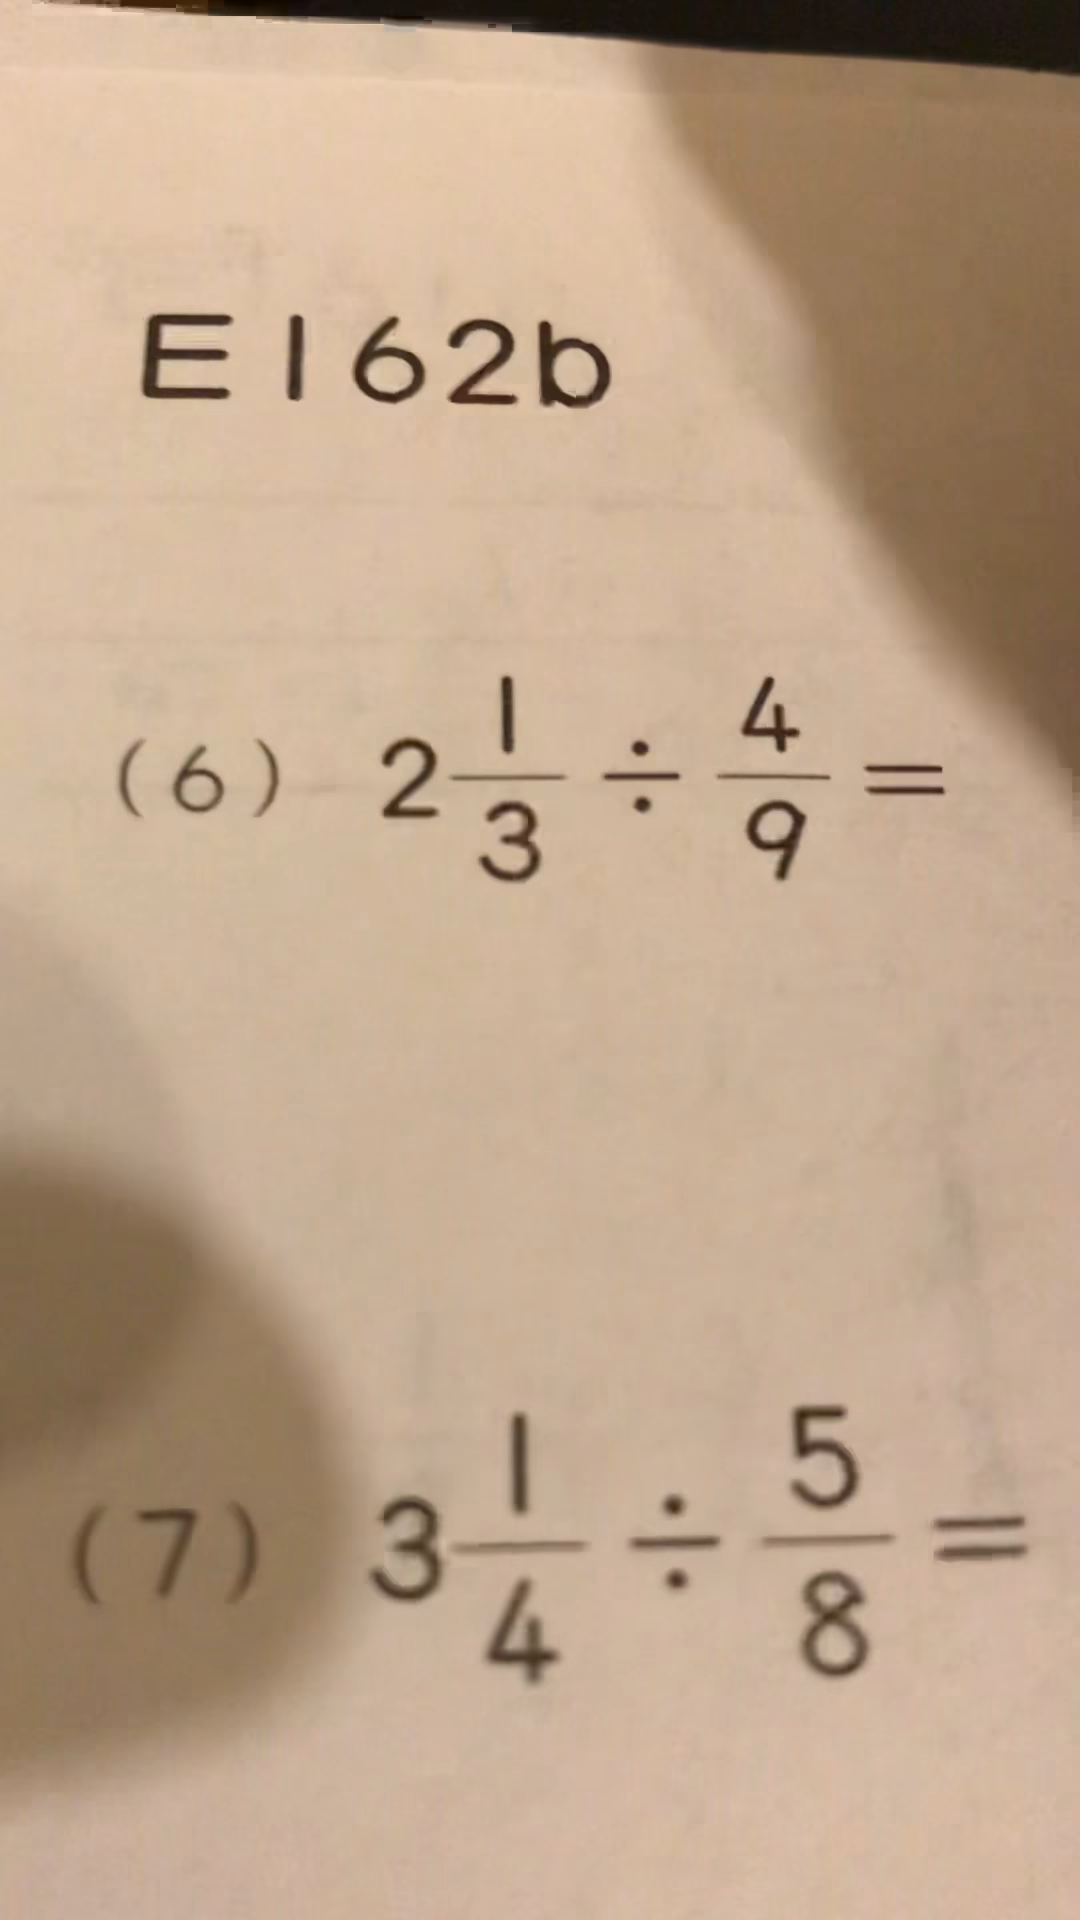 E162b
(6) 2 1/3 ÷ 4/9 =
(7) 3 1/4 ÷ 5/8 =